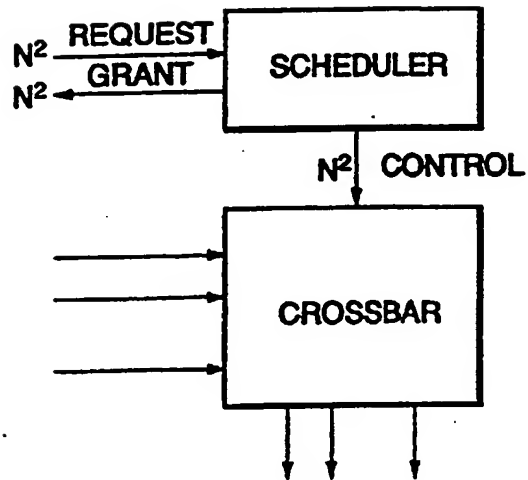 N² REQUEST
N² GRANT
SCHEDULER
N² CONTROL
CROSSBAR